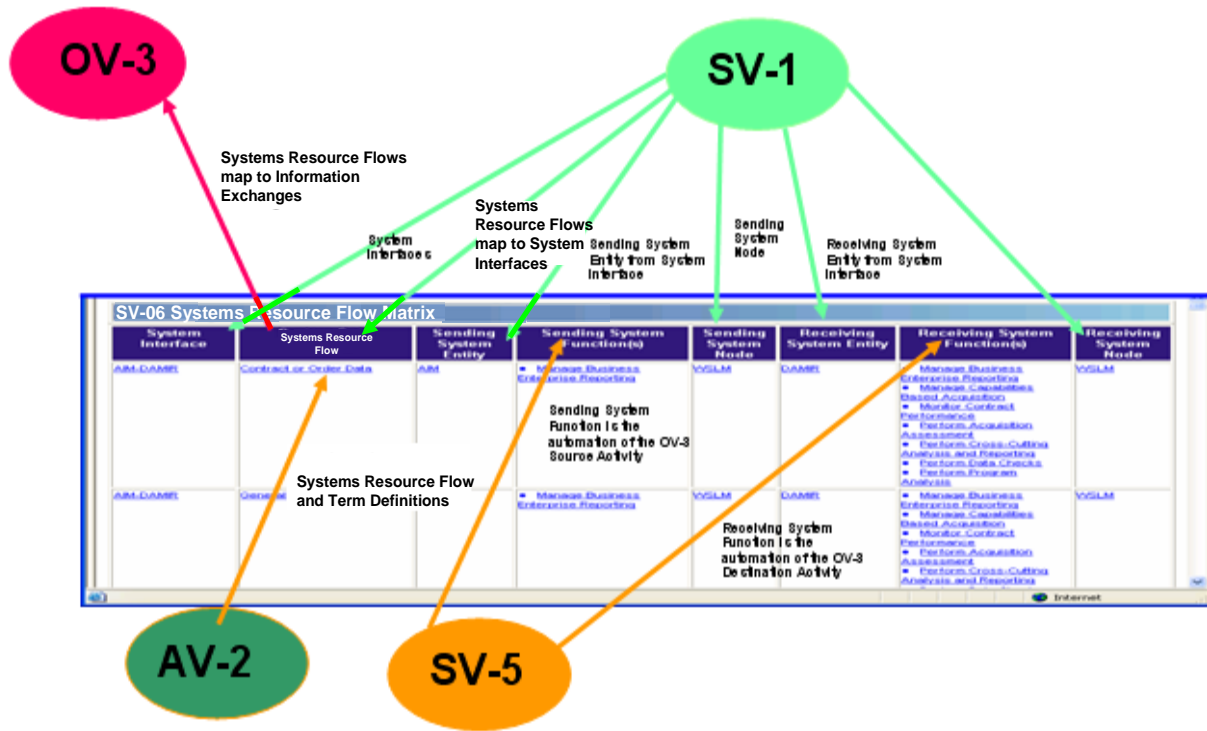 OV-3
SV-1
Systems Resource Flows
map to Information
Exchanges
System
Interfaces
Systems
Resource Flows
map to System
Interfaces
Sending System
Entity from System
Interface
Sending
System
Node
Receiving System
Entity from System
Interface
SV-06 Systems Resource Flow Matrix
System
Interface
Systems Resource
Flow
Sending
System
Entity
Sending System
Function(s)
Sending
System
Node
Receiving
System Entity
Receiving System
Function(s)
Receiving
System
Node
AIM-DAMIR
Contract or Order Data
AIM
Manage Business
Enterprise Reporting
WSLM
DAMIR
Manage Business
Enterprise Reporting
Manage Capabilities
Based Acquisition
Monitor Contract
Performance
Perform Acquisition
Assessment
Perform Cross-Cutting
Analysis and Reporting
Perform Data Checks
Perform Program
Analysis
WSLM
Sending System
Function is the
automation of the OV-3
Source Activity
Systems Resource Flow
and Term Definitions
AIM-DAMIR
General
Manage Business
Enterprise Reporting
WSLM
DAMIR
Manage Business
Enterprise Reporting
Manage Capabilities
Based Acquisition
Monitor Contract
Performance
Perform Acquisition
Assessment
Perform Cross-Cutting
Analysis and Reporting
WSLM
Receiving System
Function is the
automation of the OV-3
Destination Activity
Internet
AV-2
SV-5